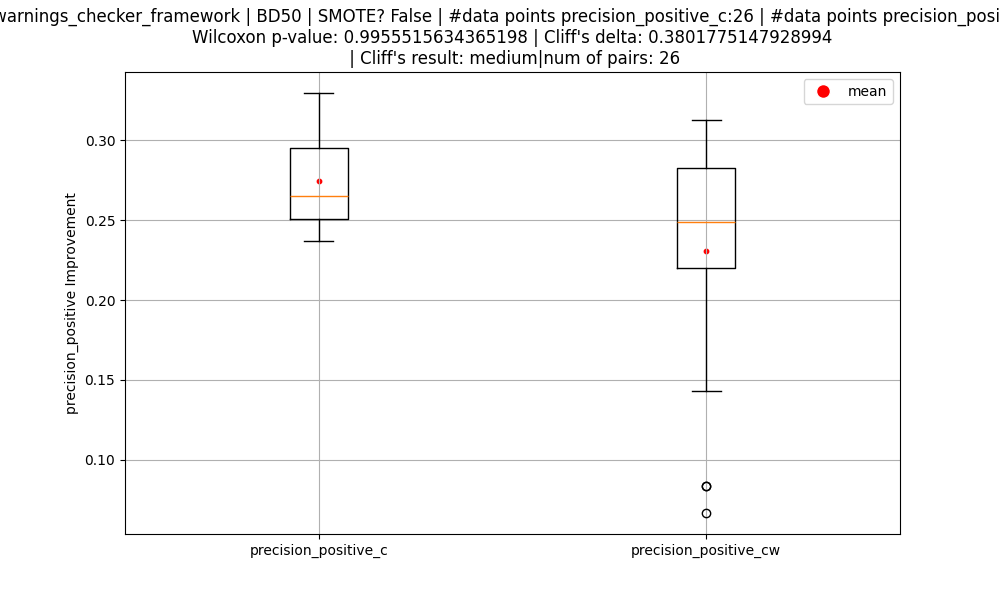 warnings_checker_framework | BD50 | SMOTE? False | #data points precision_positive_c:26 | #data points
Wilcoxon p-value: 0.9955515634365198 | Cliff's delta: 0.3801775147928994
| Cliff's result: medium|num of pairs: 26
mean
0.30
0.25
0.20
0.15
0.10
precision_positive Improvement
precision_positive_c
precision_positive_cw